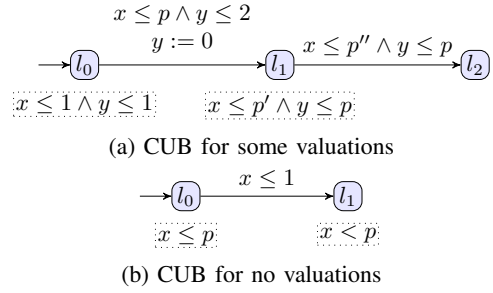 x ≤ p ∧ y ≤ 2
y := 0
x ≤ p′′ ∧ y ≤ p
l₀
l₁
l₂
x ≤ 1 ∧ y ≤ 1
x ≤ p′ ∧ y ≤ p
(a) CUB for some valuations
x ≤ 1
l₀
l₁
x ≤ p
x < p
(b) CUB for no valuations